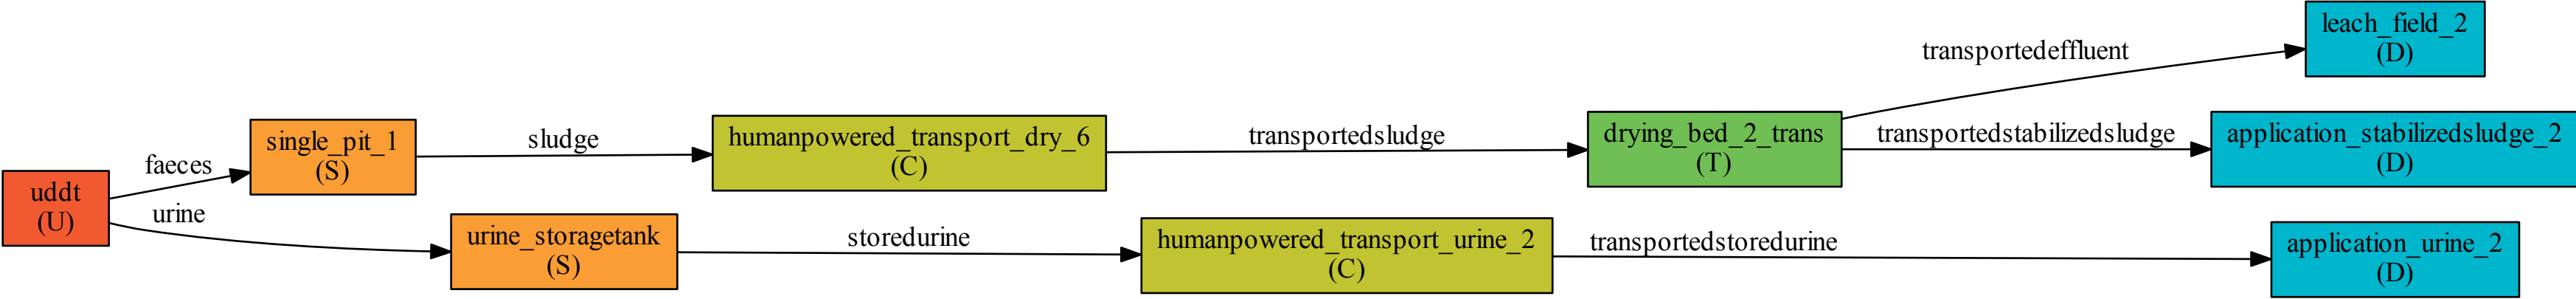 uddt
(U)
faeces
urine
single_pit_1
(S)
urine_storagetank
(S)
sludge
storedurine
humanpowered_transport_dry_6
(C)
humanpowered_transport_urine_2
(C)
transportedsludge
transportedstoredurine
drying_bed_2_trans
(T)
transportedeffluent
transportedstabilizedsludge
leach_field_2
(D)
application_stabilizedsludge_2
(D)
application_urine_2
(D)